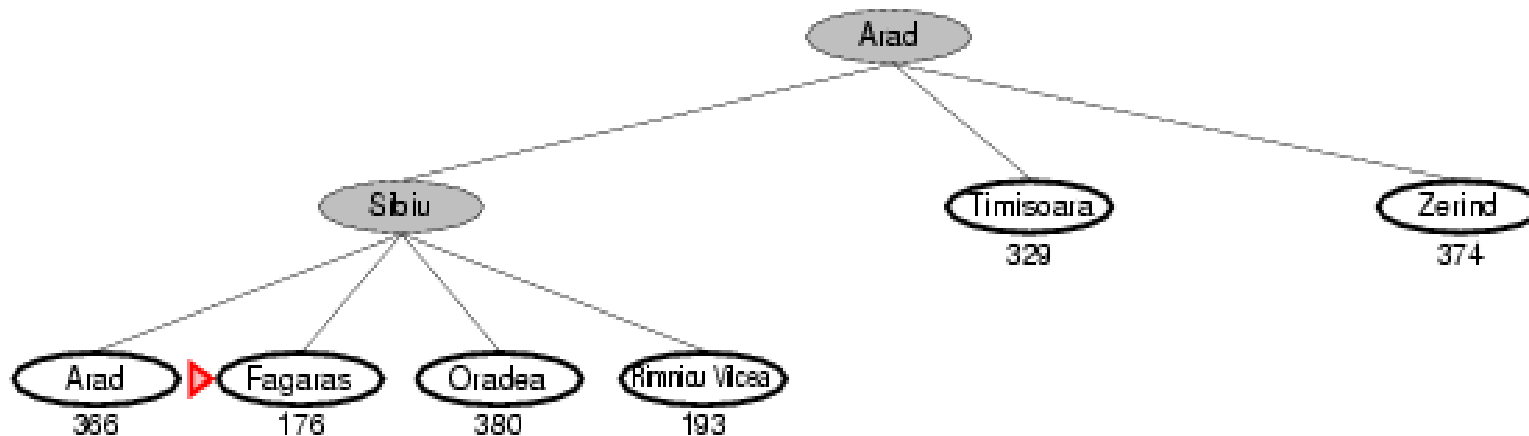 Arad
Sibiu
Timisoara
Zerind
329
374
Arad
Fagaras
Oradea
Rimnicu Vilcea
366
176
380
193